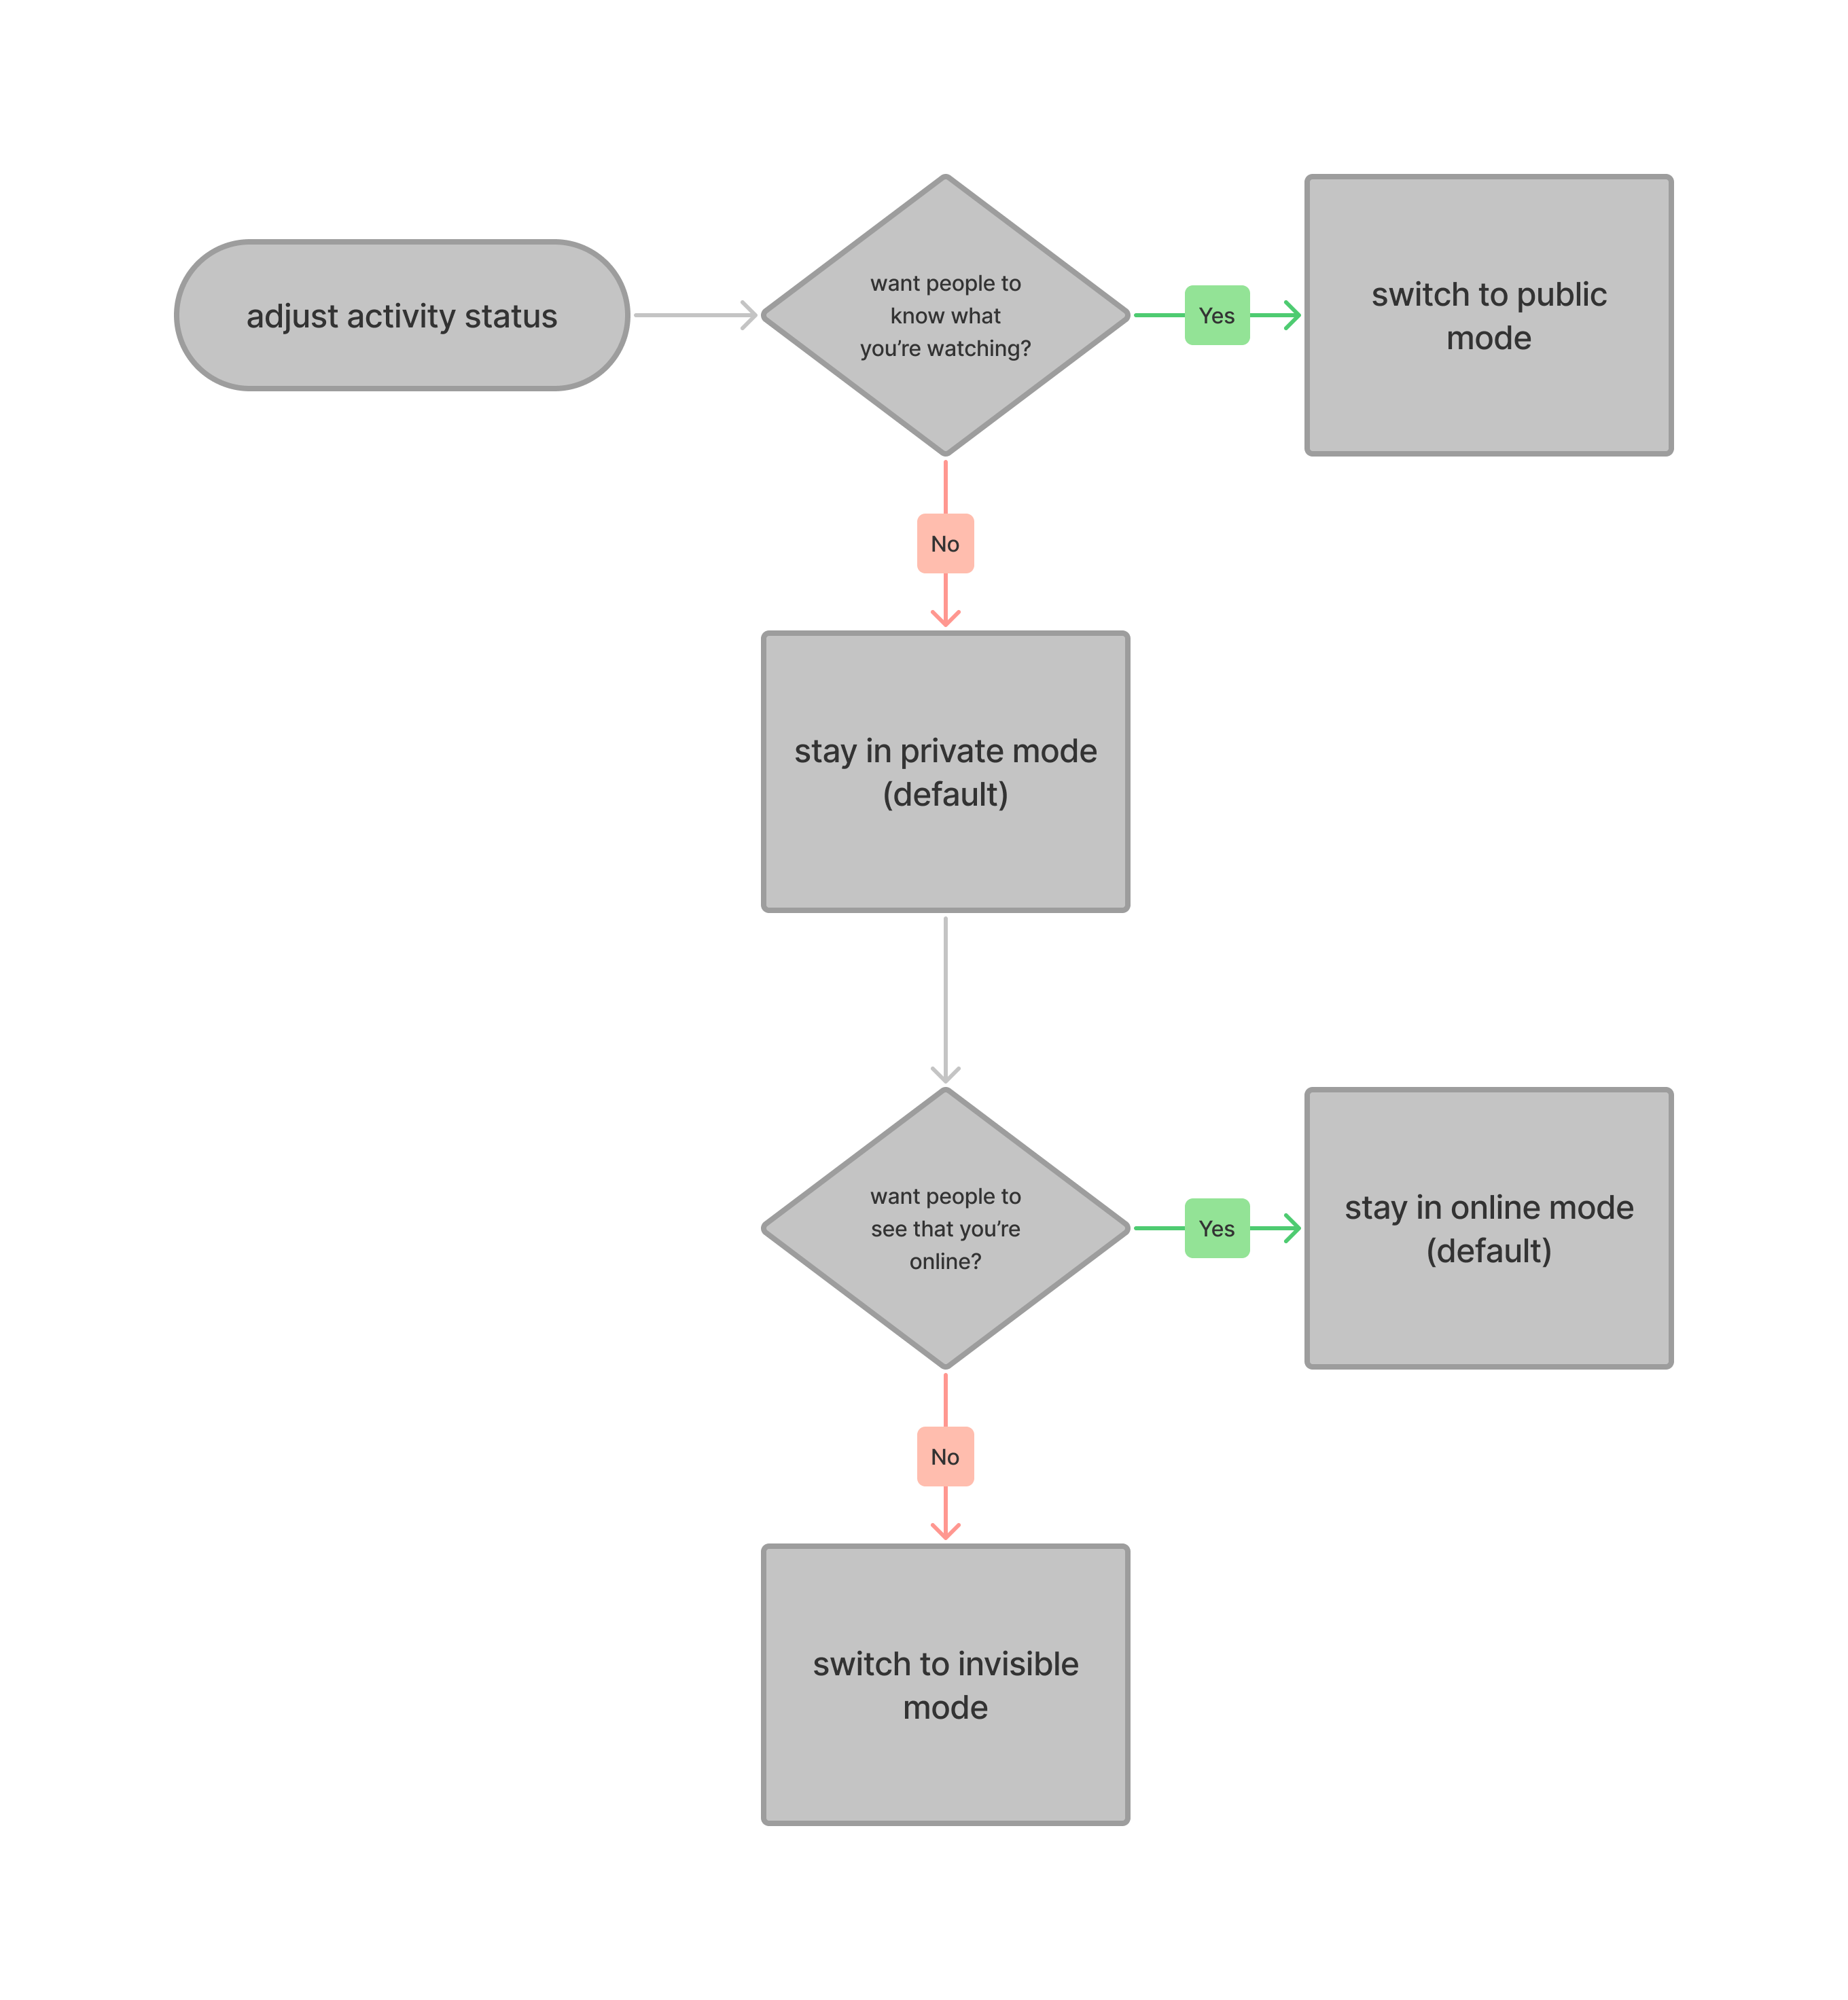 adjust activity status
want people to
know what
you’re watching?
Yes
switch to public
mode
No
stay in private mode
(default)
want people to
see that you’re
online?
Yes
stay in online mode
(default)
No
switch to invisible
mode